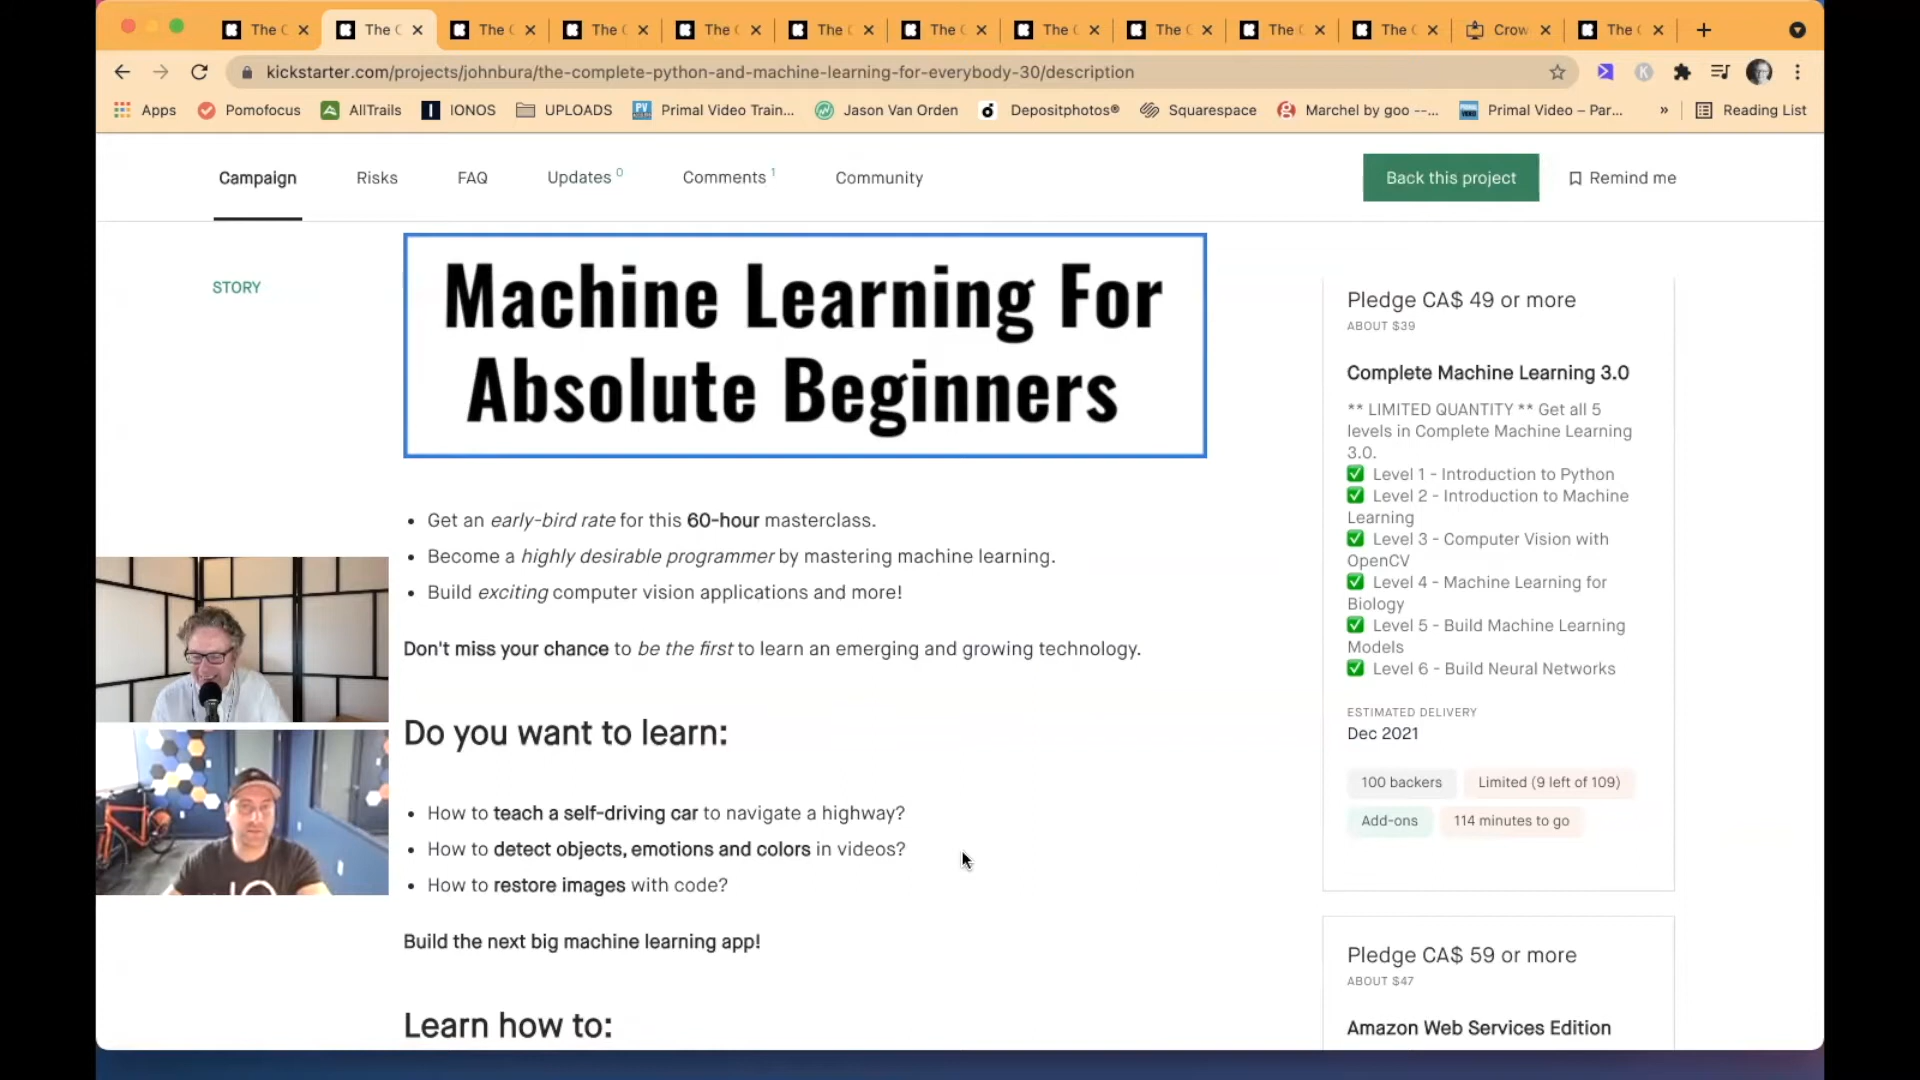 The C
The C
The C
The C
The C
The C
The C
The C
The C
The C
The C
Crow
The C
kickstarter.com/projects/johnbura/the-complete-python-and-machine-learning-for-everybody-30/description
Apps
Pomofocus
AllTrails
IONOS
UPLOADS
Primal Video Train...
Jason Van Orden
Depositphotos®
Squarespace
Marchel by goo --...
Primal Video – Par...
»
Reading List
Campaign
Risks
FAQ
Updates 0
Comments 1
Community
Back this project
Remind me
STORY
Machine Learning For
Absolute Beginners
• Get an early-bird rate for this 60-hour masterclass.
• Become a highly desirable programmer by mastering machine learning.
• Build exciting computer vision applications and more!
Don't miss your chance to be the first to learn an emerging and growing technology.
Do you want to learn:
• How to teach a self-driving car to navigate a highway?
• How to detect objects, emotions and colors in videos?
• How to restore images with code?
Build the next big machine learning app!
Learn how to:
Pledge CA$ 49 or more
ABOUT $39
Complete Machine Learning 3.0
** LIMITED QUANTITY ** Get all 5
levels in Complete Machine Learning
3.0.
✅ Level 1 - Introduction to Python
✅ Level 2 - Introduction to Machine
Learning
✅ Level 3 - Computer Vision with
OpenCV
✅ Level 4 - Machine Learning for
Biology
✅ Level 5 - Build Machine Learning
Models
✅ Level 6 - Build Neural Networks
ESTIMATED DELIVERY
Dec 2021
100 backers
Limited (9 left of 109)
Add-ons
114 minutes to go
Pledge CA$ 59 or more
ABOUT $47
Amazon Web Services Edition